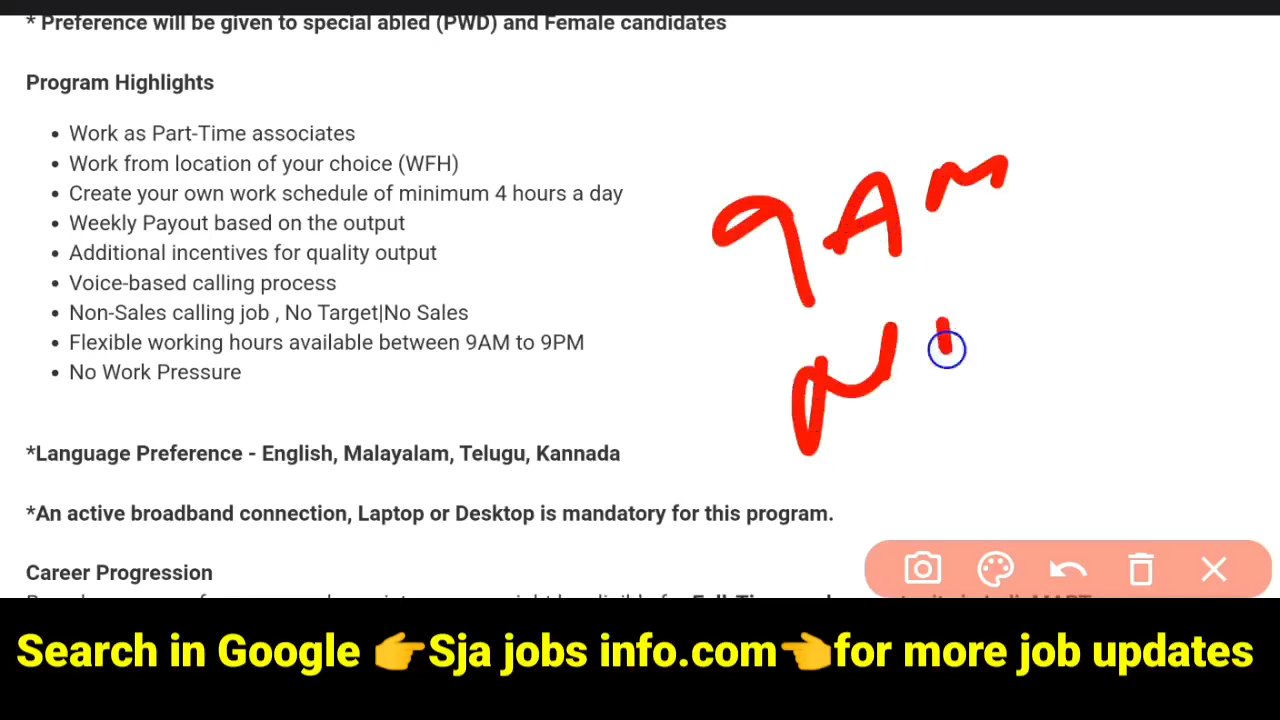 * Preference will be given to special abled (PWD) and Female candidates
Program Highlights
• Work as Part-Time associates
• Work from location of your choice (WFH)
• Create your own work schedule of minimum 4 hours a day
• Weekly Payout based on the output
• Additional incentives for quality output
• Voice-based calling process
• Non-Sales calling job , No Target|No Sales
• Flexible working hours available between 9AM to 9PM
• No Work Pressure
9AM
*Language Preference - English, Malayalam, Telugu, Kannada
*An active broadband connection, Laptop or Desktop is mandatory for this program.
Career Progression
Search in Google 👉Sja jobs info.com👈for more job updates